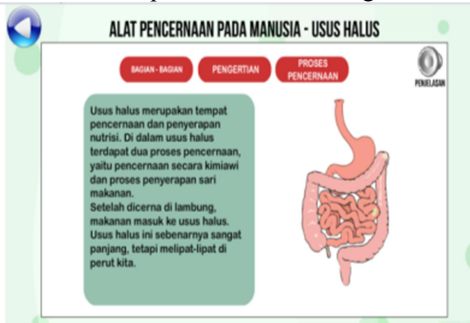 ALAT PENCERNAAN PADA MANUSIA - USUS HALUS
BAGIAN - BAGIAN
PENGERTIAN
PROSES
PENCERNAAN
PENJELASAN
Usus halus merupakan tempat
pencernaan dan penyerapan
nutrisi. Di dalam usus halus
terdapat dua proses pencernaan,
yaitu pencernaan secara kimiawi
dan proses penyerapan sari
makanan.
Setelah dicerna di lambung,
makanan masuk ke usus halus.
Usus halus ini sebenarnya sangat
panjang, tetapi melipat-lipat di
perut kita.